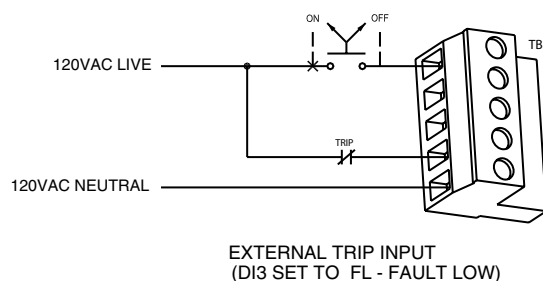 ON OFF
TB
120VAC LIVE
TRIP
120VAC NEUTRAL
EXTERNAL TRIP INPUT
(DI3 SET TO FL - FAULT LOW)